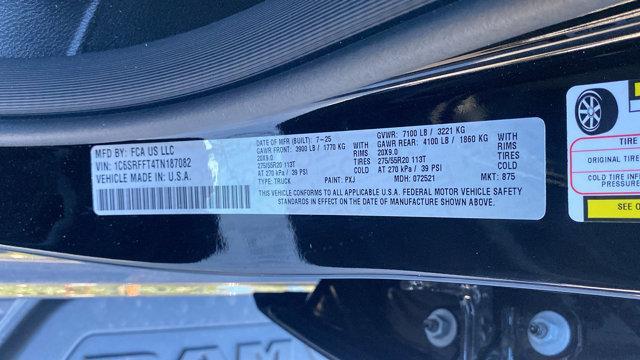 MFD BY: FCA US LLC
VIN: 1C6SRFFT4TN187082
VEHICLE MADE IN U.S.A.
DATE OF MFR (BUILT): 7-25
GAWR FRONT: 3900 LB / 1770 KG WITH
20X9.0 RIMS
275/55R20 113T TIRES
AT 270 kPa / 39 PSI COLD
TYPE: TRUCK PAINT: PXJ
GVWR: 7100 LB / 3221 KG
GAWR REAR: 4100 LB / 1860 KG WITH
20X9.0 RIMS
275/55R20 113T TIRES
AT 270 kPa / 39 PSI COLD
MDH: 072521 MKT: 875
THIS VEHICLE CONFORMS TO ALL APPLICABLE U.S.A. FEDERAL MOTOR VEHICLE SAFETY
STANDARDS IN EFFECT ON THE DATE OF MANUFACTURE SHOWN ABOVE.
TIRE
ORIGINAL TIRE
COLD TIRE
PRESSURE
SEE
RAM